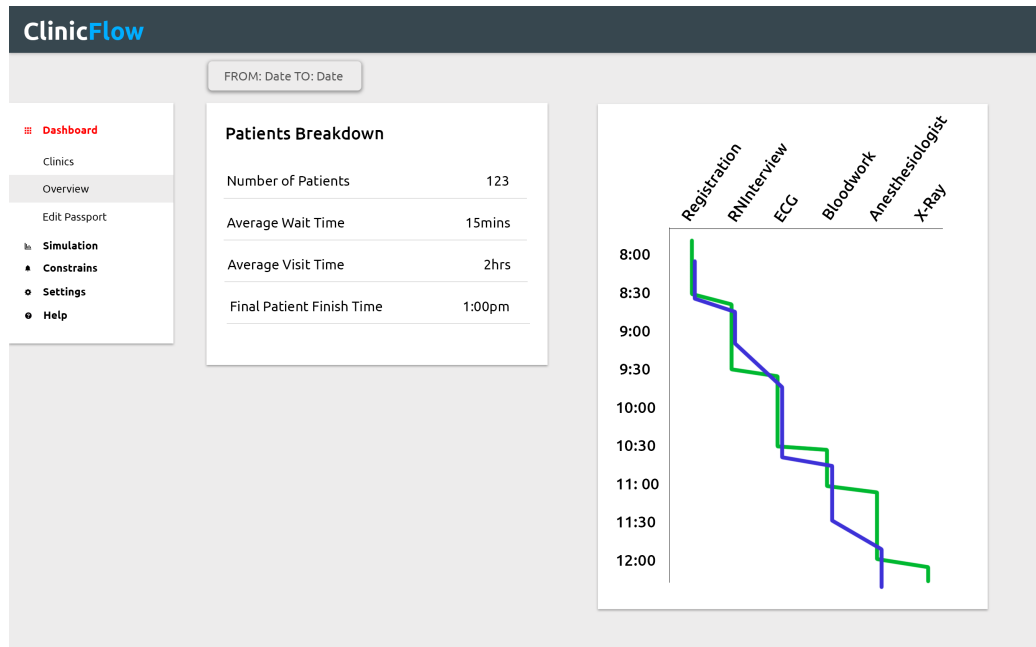 ClinicFlow
FROM: Date TO: Date
Dashboard
Clinics
Overview
Edit Passport
Simulation
Constrains
Settings
Help
Patients Breakdown
Number of Patients 123
Average Wait Time 15mins
Average Visit Time 2hrs
Final Patient Finish Time 1:00pm
Registration
RNInterview
ECG
Bloodwork
Anesthesiologist
X-Ray
8:00
8:30
9:00
9:30
10:00
10:30
11: 00
11:30
12:00